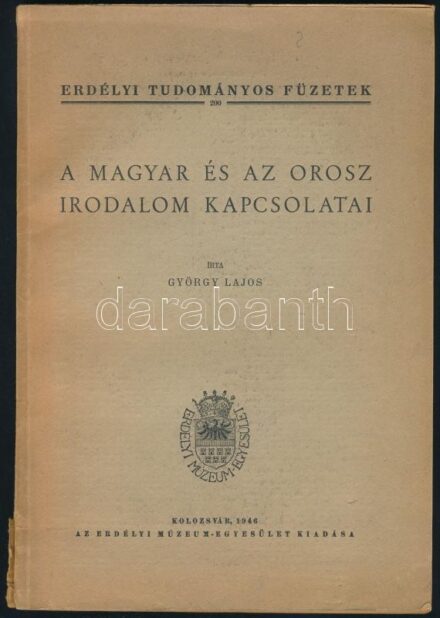 ERDÉLYI TUDOMÁNYOS FÜZETEK
200
A MAGYAR ÉS AZ OROSZ
IRODALOM KAPCSOLATAI
ÍRTA
GYÖRGY LAJOS
darabanth
ERDÉLYI MÚZEUM-EGYESÜLET
KOLOZSVÁR, 1946
AZ ERDÉLYI MÚZEUM-EGYESÜLET KIADÁSA